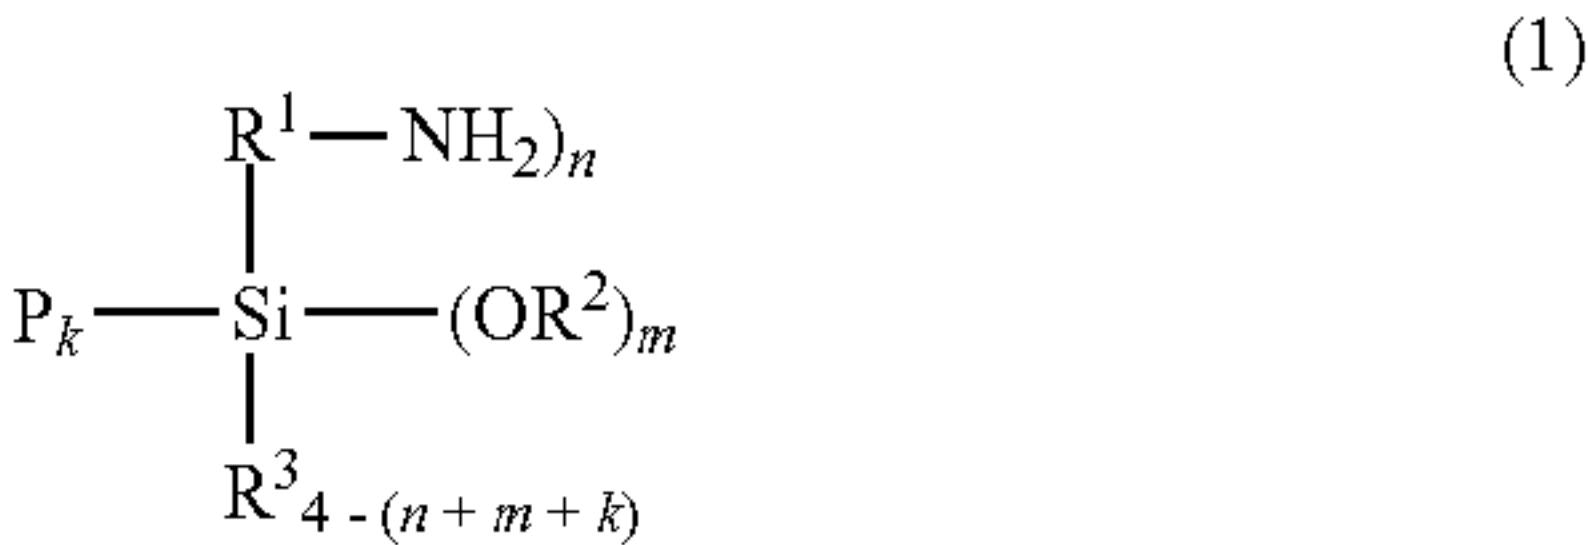 (1)
R¹—NH₂)ₙ
Pₖ—Si—(OR²)ₘ
R³₄ - (n + m + k)